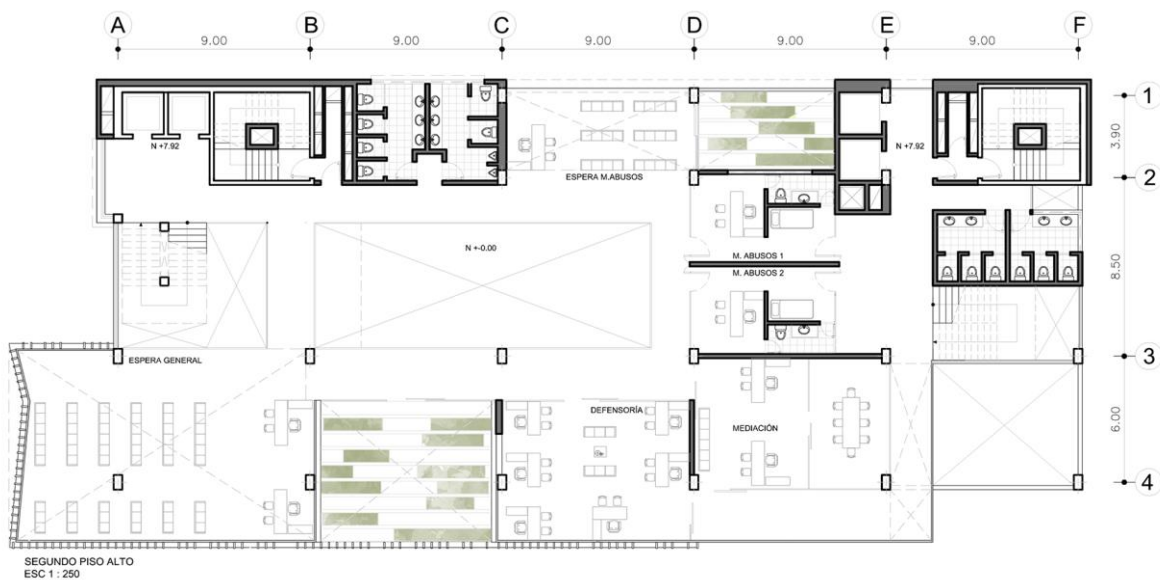 A B C D E F
9.00 9.00 9.00 9.00 9.00
1
3.90
N +7.92
N +7.92
ESPERA M.ABUSOS
2
N +-0.00
M. ABUSOS 1
M. ABUSOS 2
8.50
ESPERA GENERAL
3
DEFENSORÍA
MEDIACIÓN
6.00
4
SEGUNDO PISO ALTO
ESC 1 : 250